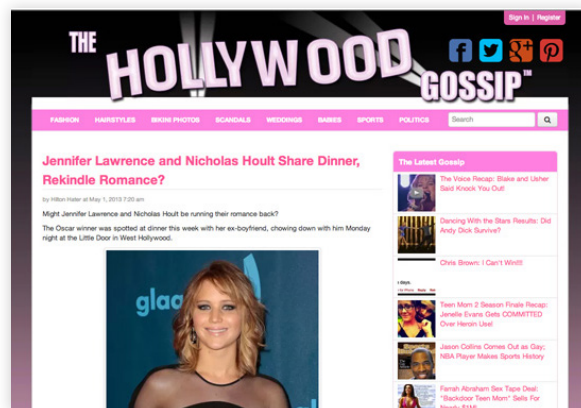 Sign In | Register
THE
HOLLYWOOD
GOSSIP™
FASHION HAIRSTYLES BIKINI PHOTOS SCANDALS WEDDINGS BABIES SPORTS POLITICS Search
Jennifer Lawrence and Nicholas Hoult Share Dinner,
Rekindle Romance?
by Hilton Hater at May 1, 2013 7:20 am
Might Jennifer Lawrence and Nicholas Hoult be running their romance back?
The Oscar winner was spotted at dinner this week with her ex-boyfriend, chowing down with him Monday
night at the Little Door in West Hollywood.
glaa
The Latest Gossip
The Voice Recap: Blake and Usher
Said Knock You Out!
Dancing With the Stars Results: Did
Andy Dick Survive?
Chris Brown: I Can't Win!!!
Teen Mom 2 Season Finale Recap:
Jenelle Evans Gets COMMITTED
Over Heroin Use!
Jason Collins Comes Out as Gay;
NBA Player Makes Sports History
Farrah Abraham Sex Tape Deal:
"Backdoor Teen Mom" Sells For